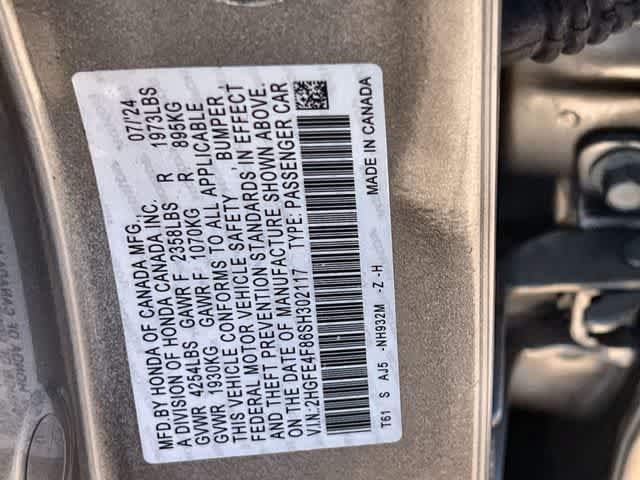 MFD. BY HONDA OF CANADA MFG., 07/24
A DIVISION OF HONDA CANADA INC.
GVWR 4254LBS GAWR F 2358LBS R 1973LBS
GVWR 1930KG GAWR F 1070KG R 895KG
THIS VEHICLE CONFORMS TO ALL APPLICABLE
FEDERAL MOTOR VEHICLE SAFETY, BUMPER,
AND THEFT PREVENTION STANDARDS IN EFFECT
ON THE DATE OF MANUFACTURE SHOWN ABOVE.
V.I.N.:2HGFE4F86SH302117 TYPE: PASSENGER CAR
T61 S AJ5 -NH932M -Z -H MADE IN CANADA